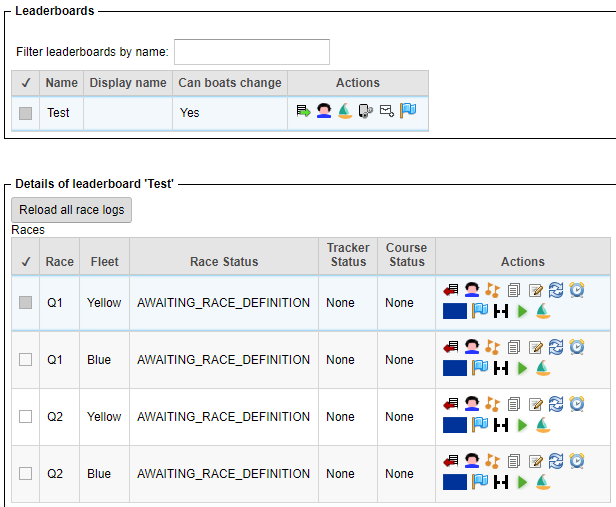 Leaderboards
Filter leaderboards by name:
Name Display name Can boats change Actions
Test Yes
Details of leaderboard 'Test'
Reload all race logs
Races
Race Fleet Race Status Tracker Status Course Status Actions
Q1 Yellow AWAITING_RACE_DEFINITION None None
Q1 Blue AWAITING_RACE_DEFINITION None None
Q2 Yellow AWAITING_RACE_DEFINITION None None
Q2 Blue AWAITING_RACE_DEFINITION None None